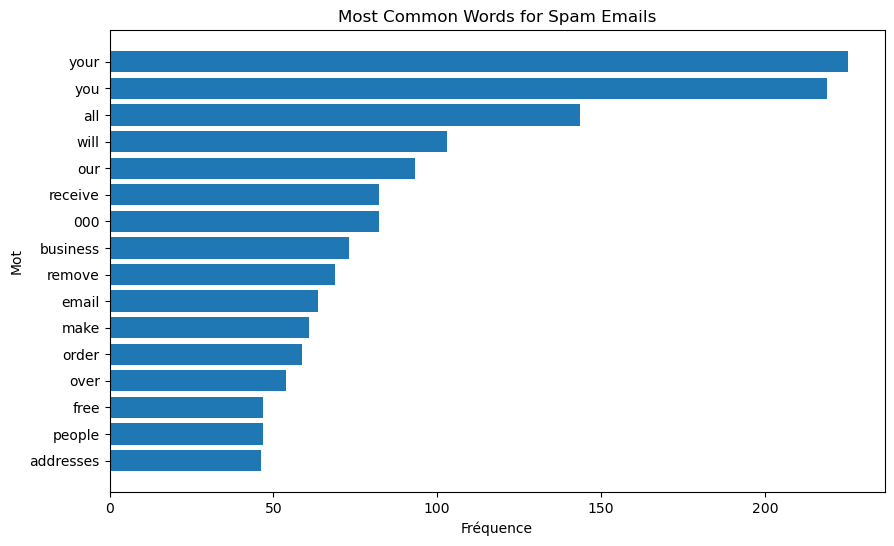 Most Common Words for Spam Emails
your
you
all
will
our
receive
000
business
remove
email
make
order
over
free
people
addresses
Mot
0 50 100 150 200
Fréquence